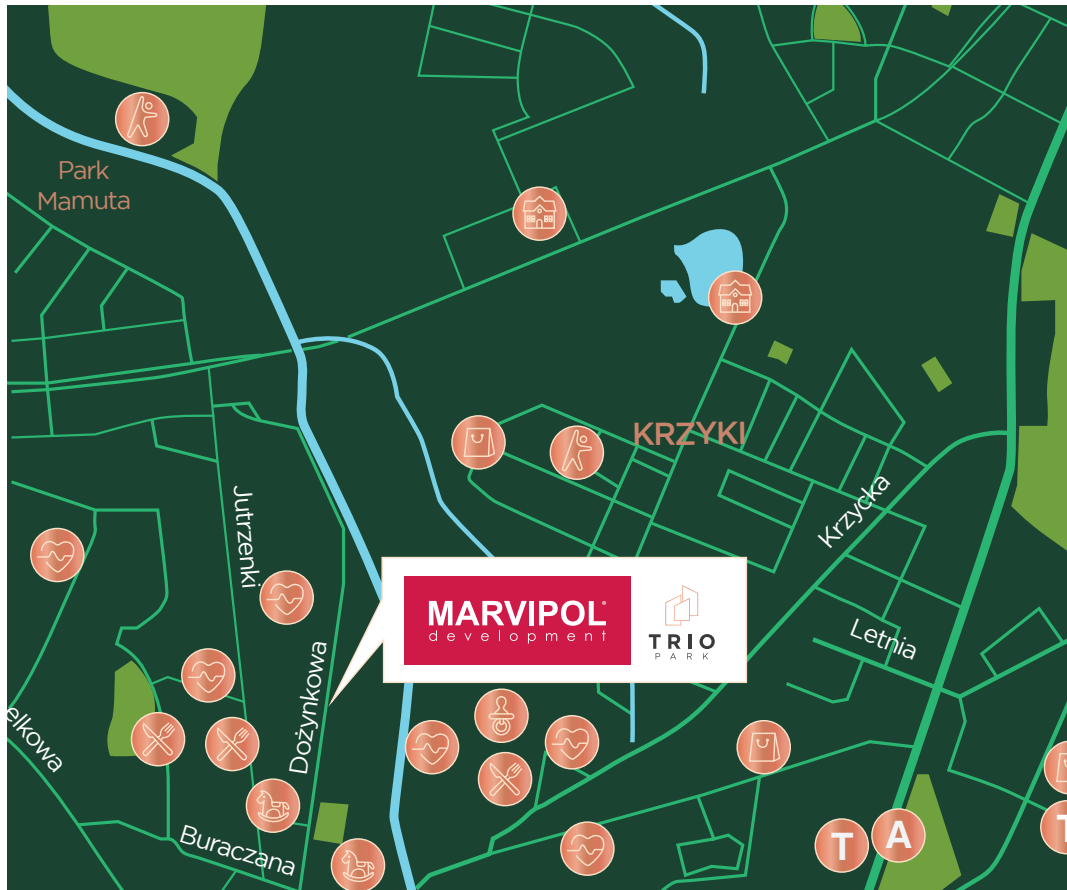 Park
Mamuta
KRZYKI
Krzycka
Jutrzenki
MARVIPOL®
development
TRIO
PARK
Letnia
Dożynkowa
elkowa
Buraczana
T
A
T